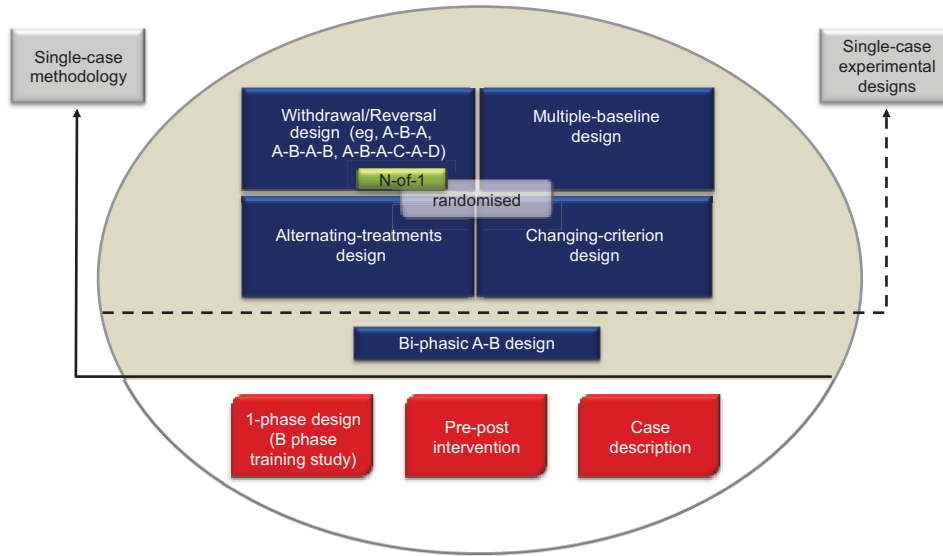 Single-case
methodology
Single-case
experimental
designs
Withdrawal/Reversal
design (eg, A-B-A,
A-B-A-B, A-B-A-C-A-D)
Multiple-baseline
design
N-of-1
randomised
Alternating-treatments
design
Changing-criterion
design
Bi-phasic A-B design
1-phase design
(B phase
training study)
Pre-post
intervention
Case
description